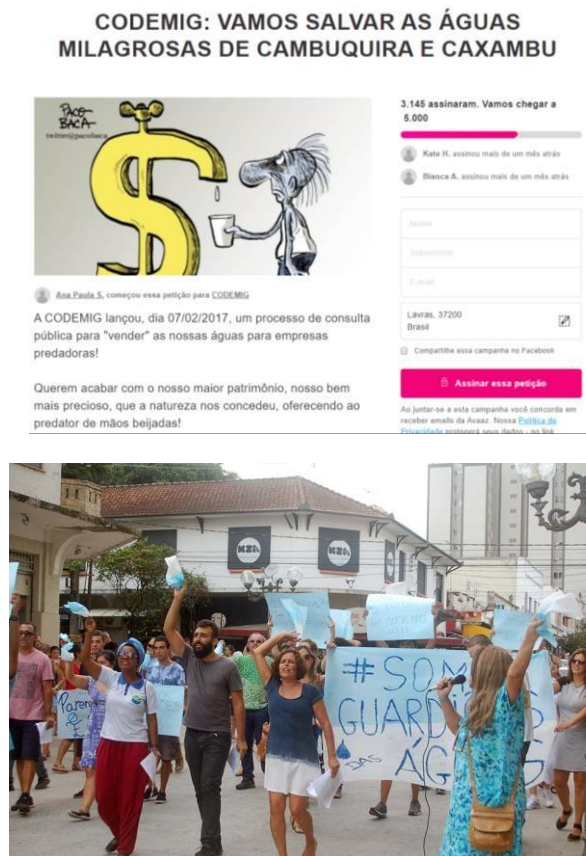 CODEMIG: VAMOS SALVAR AS ÁGUAS
MILAGROSAS DE CAMBUQUIRA E CAXAMBU
PACO
BACA
twitter@pacobaca
3.145 assinaram. Vamos chegar a
5.000
Kate H. assinou mais de um mês atrás
Bianca A. assinou mais de um mês atrás
Nome
Sobrenome
E-mail
Lavras, 37200
Brasil
Compartilhe essa campanha no Facebook
Assinar essa petição
Ao juntar-se a esta campanha você concorda em
receber emails da Avaaz. Nossa Política de
Privacidade protegerá seus dados - no link
Ana Paula S. começou essa petição para CODEMIG
A CODEMIG lançou, dia 07/02/2017, um processo de consulta
pública para "vender" as nossas águas para empresas
predadoras!
Querem acabar com o nosso maior patrimônio, nosso bem
mais precioso, que a natureza nos concedeu, oferecendo ao
predador de mãos beijadas!
KZA
KZA
#SOM
GUARD
DAS
ÁG